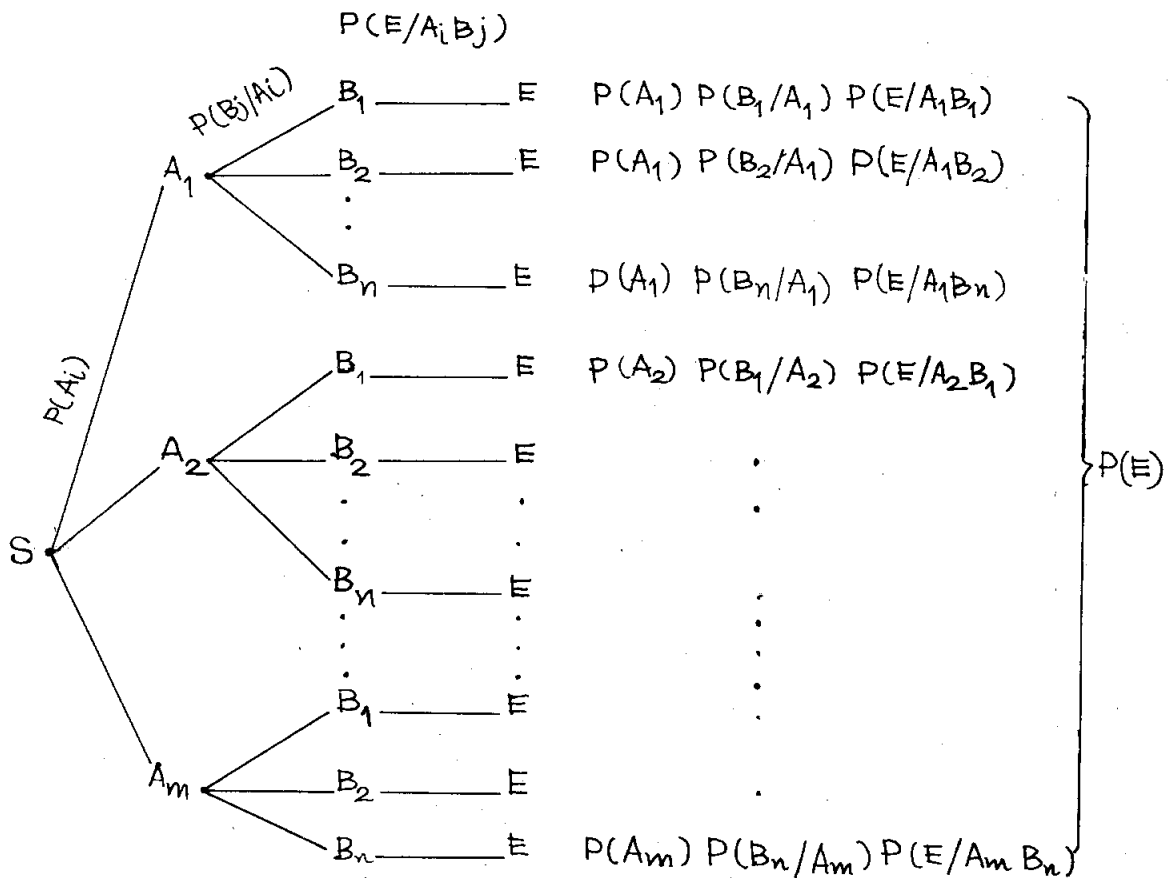 P(E/AiBj)
P(Bj/Ai)
B₁ E P(A₁) P(B₁/A₁) P(E/A₁B₁)
A₁ B₂ E P(A₁) P(B₂/A₁) P(E/A₁B₂)
Bn E P(A₁) P(Bn/A₁) P(E/A₁Bn)
P(Ai)
B₁ E P(A₂) P(B₁/A₂) P(E/A₂B₁)
A₂ B₂ E P(E)
S
Bn E
B₁ E
Am B₂ E
Bn E P(Am) P(Bn/Am) P(E/Am Bn)